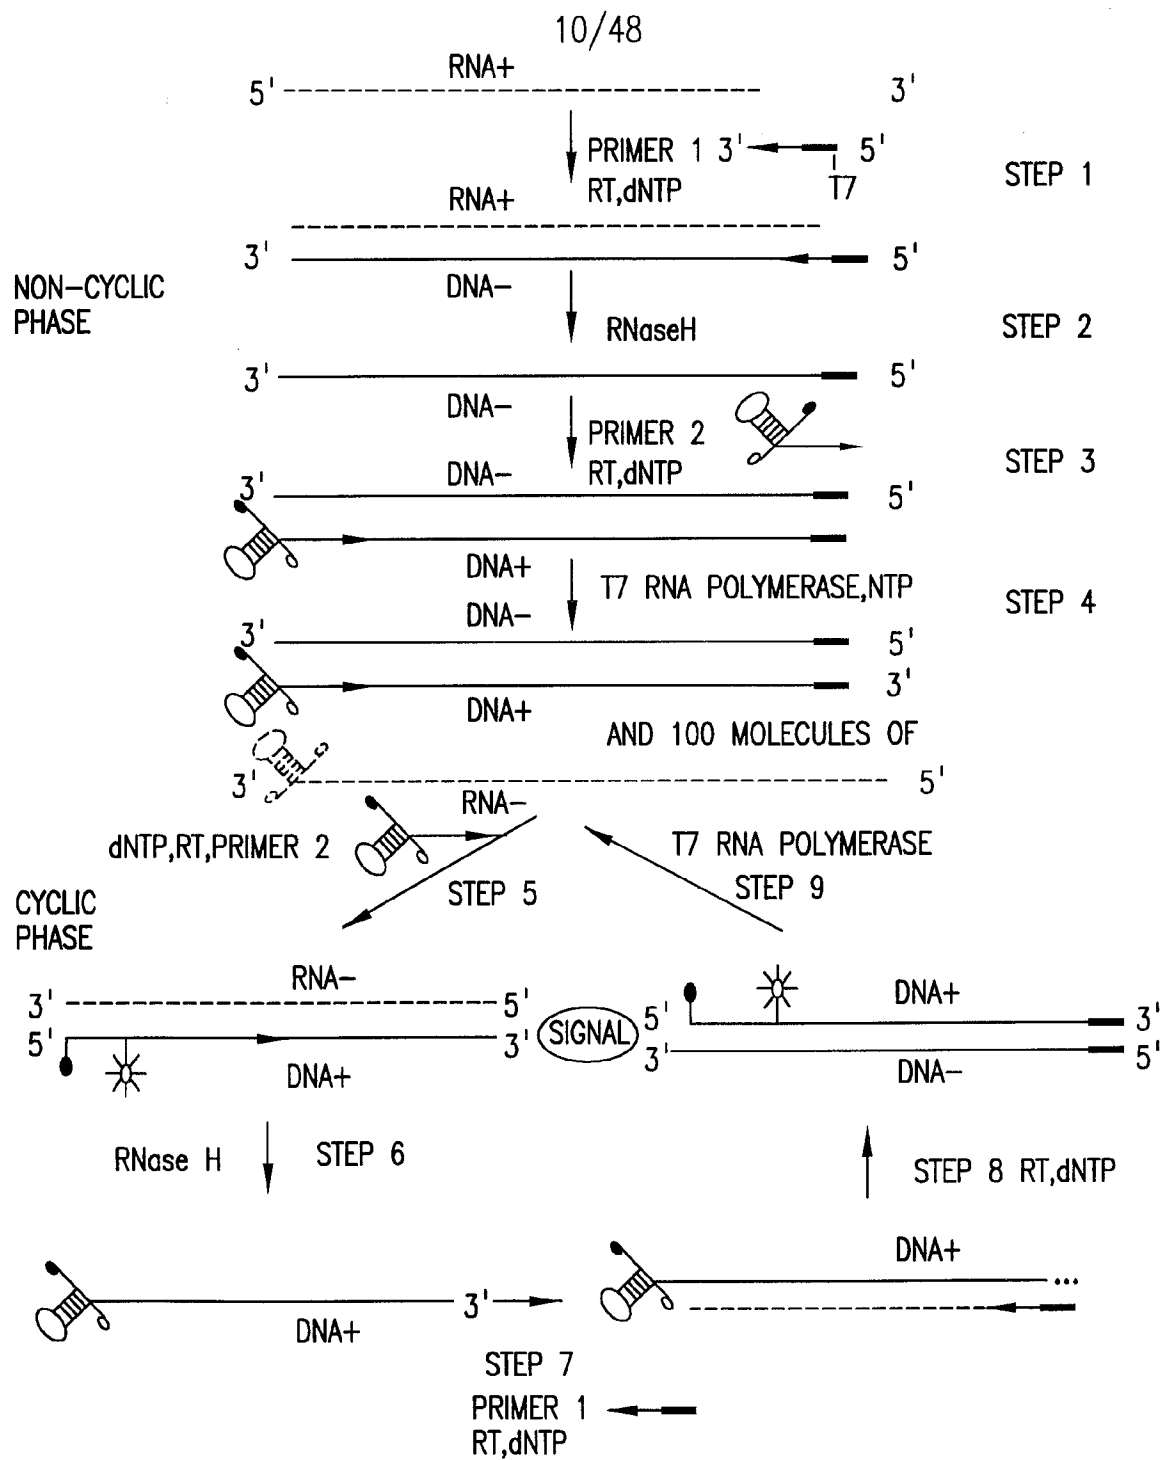 10/48
RNA+
5' 3'
PRIMER 1 3' 5'
RT,dNTP T7
STEP 1
RNA+
3' 5'
DNA-
NON-CYCLIC
PHASE
RNaseH
STEP 2
3' 5'
DNA-
PRIMER 2
RT,dNTP
STEP 3
DNA-
3' 5'
DNA+
T7 RNA POLYMERASE,NTP
STEP 4
DNA-
3' 5'
3'
DNA+
AND 100 MOLECULES OF
3' 5'
RNA-
dNTP,RT,PRIMER 2
T7 RNA POLYMERASE
STEP 5
STEP 9
CYCLIC
PHASE
RNA-
3' 5'
5' 3'
DNA+
SIGNAL
DNA+
5' 3'
3' 5'
DNA-
RNase H
STEP 6
STEP 8 RT,dNTP
3'
DNA+
DNA+
...
STEP 7
PRIMER 1
RT,dNTP